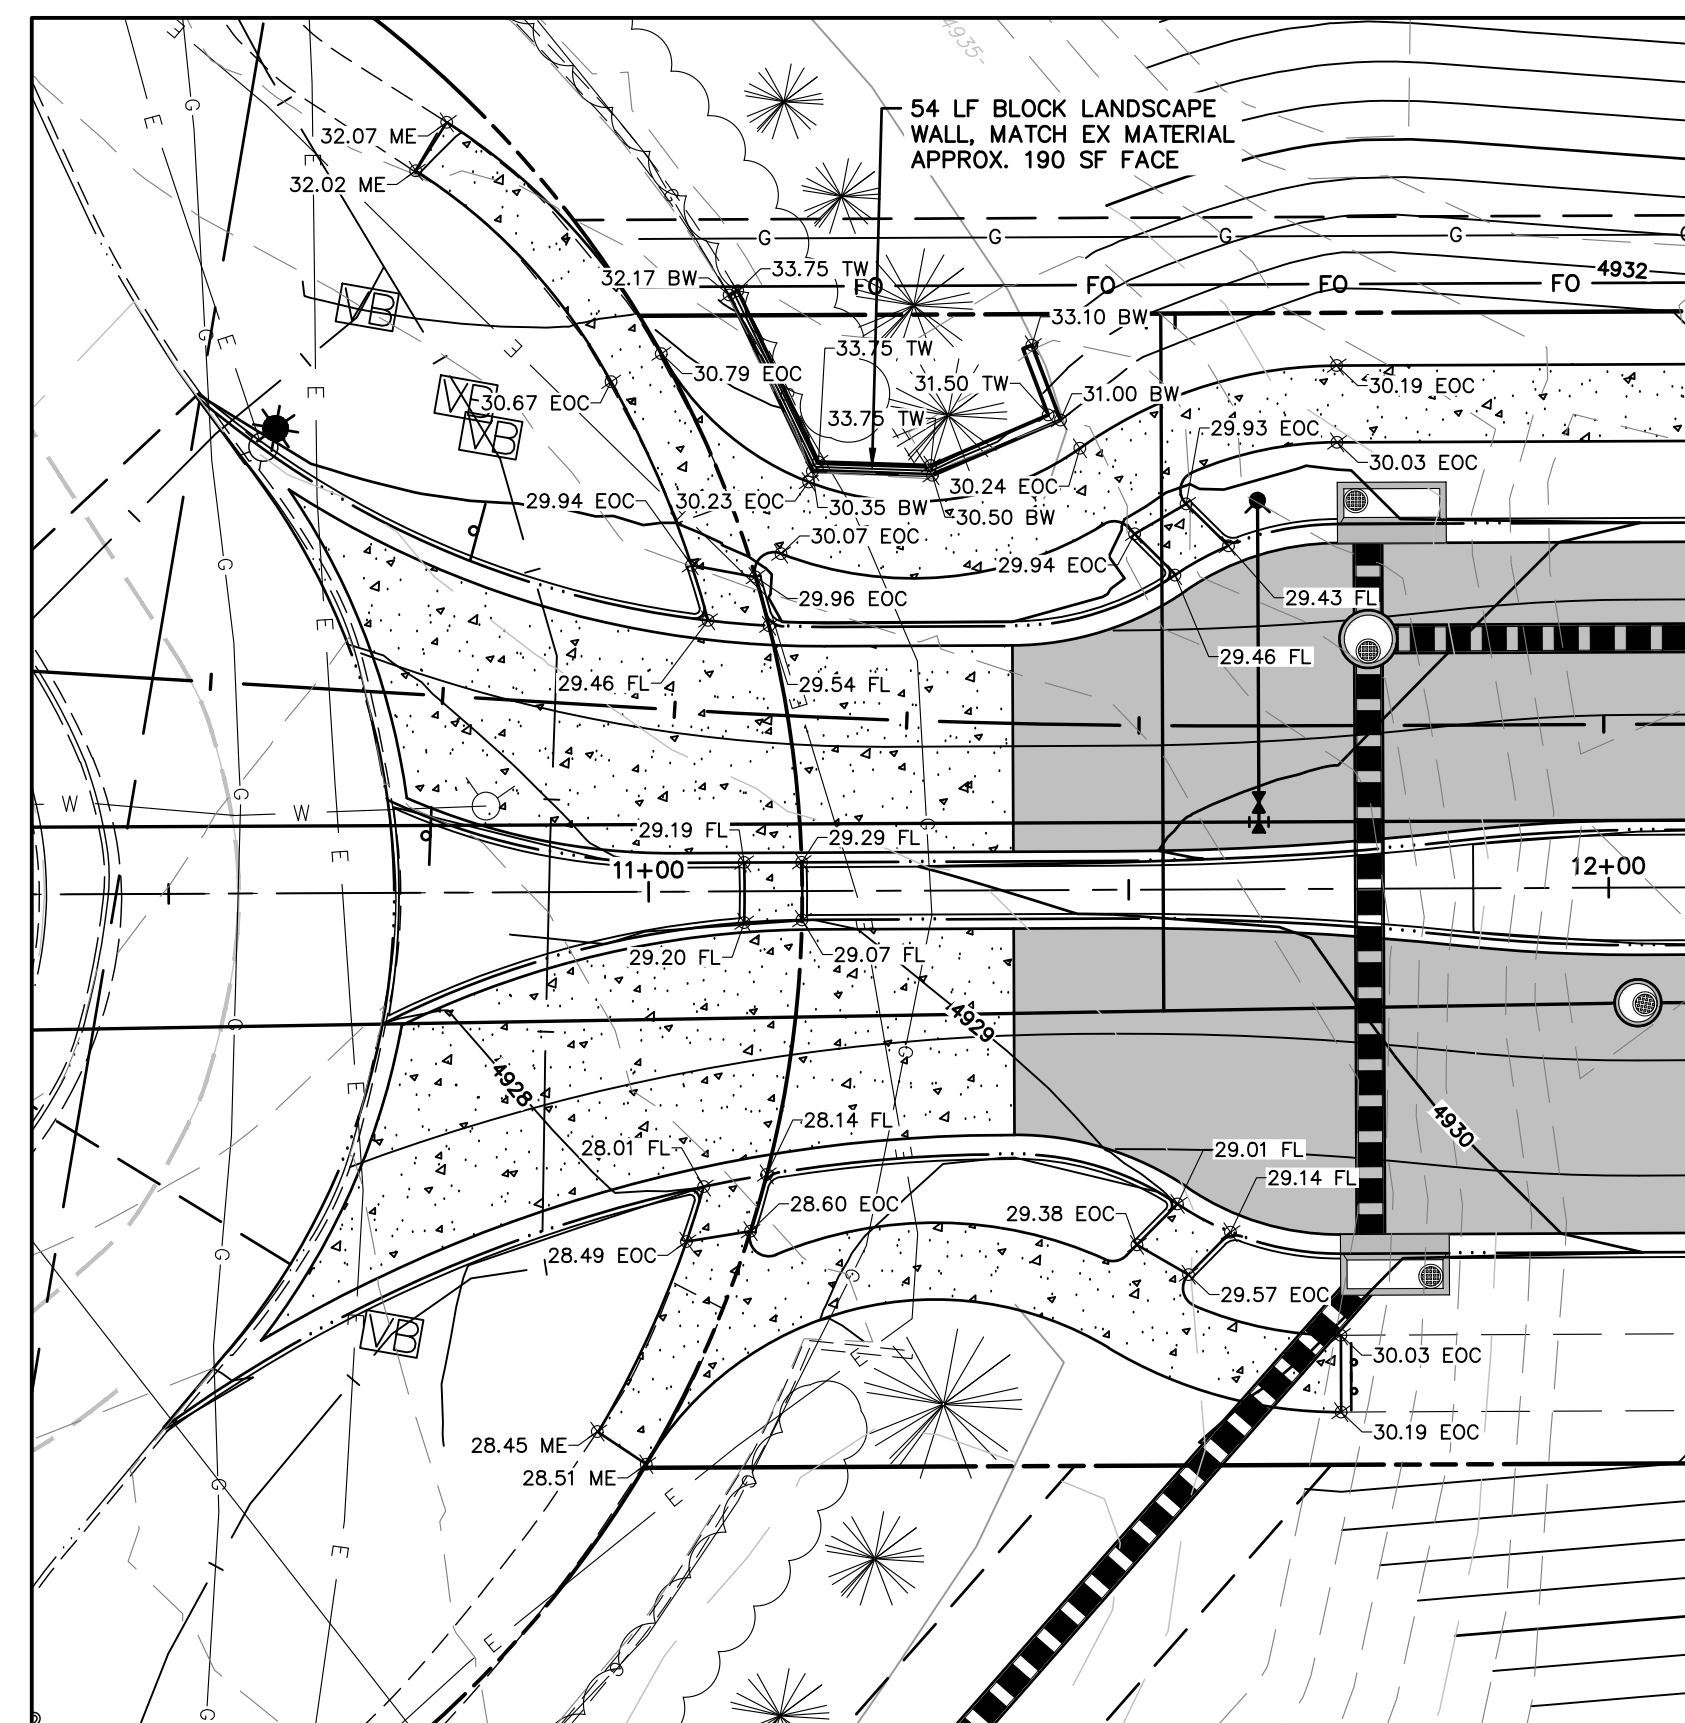 4935
54 LF BLOCK LANDSCAPE
WALL, MATCH EX MATERIAL
APPROX. 190 SF FACE
32.07 ME
32.02 ME
G
G
G
G
G
E
E
E
E
E
32.17 BW
33.75 TW
FO
FO
FO
FO
4932
VB
33.10 BW
33.75 TW
30.79 EOC
31.50 TW
31.00 BW
30.19 EOC
VB
30.67 EOC
33.75 TW
29.93 EOC
VB
30.03 EOC
29.94 EOC
30.23 EOC
30.35 BW
30.24 EOC
30.50 BW
30.07 EOC
29.94 EOC
29.96 EOC
29.43 FL
29.46 FL
29.46 FL
29.54 FL
E
E
E
W
W
G
G
G
29.19 FL
29.29 FL
11+00
12+00
29.20 FL
29.07 FL
E
E
G
G
4929
4928
4930
28.14 FL
28.01 FL
29.01 FL
29.14 FL
E
28.60 EOC
29.38 EOC
28.49 EOC
29.57 EOC
G
G
VB
E
E
30.03 EOC
30.19 EOC
28.45 ME
28.51 ME
G
E
E
E
G